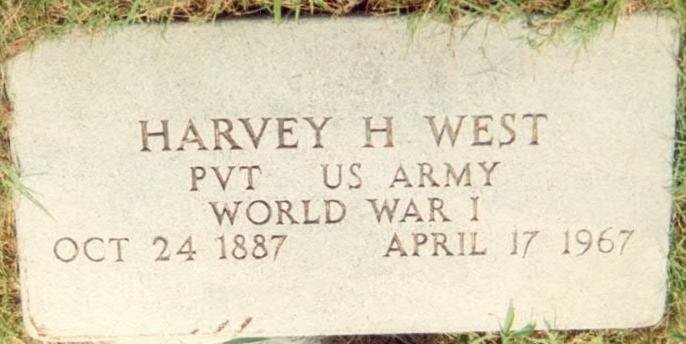 HARVEY H WEST
PVT US ARMY
WORLD WAR I
OCT 24 1887 APRIL 17 1967